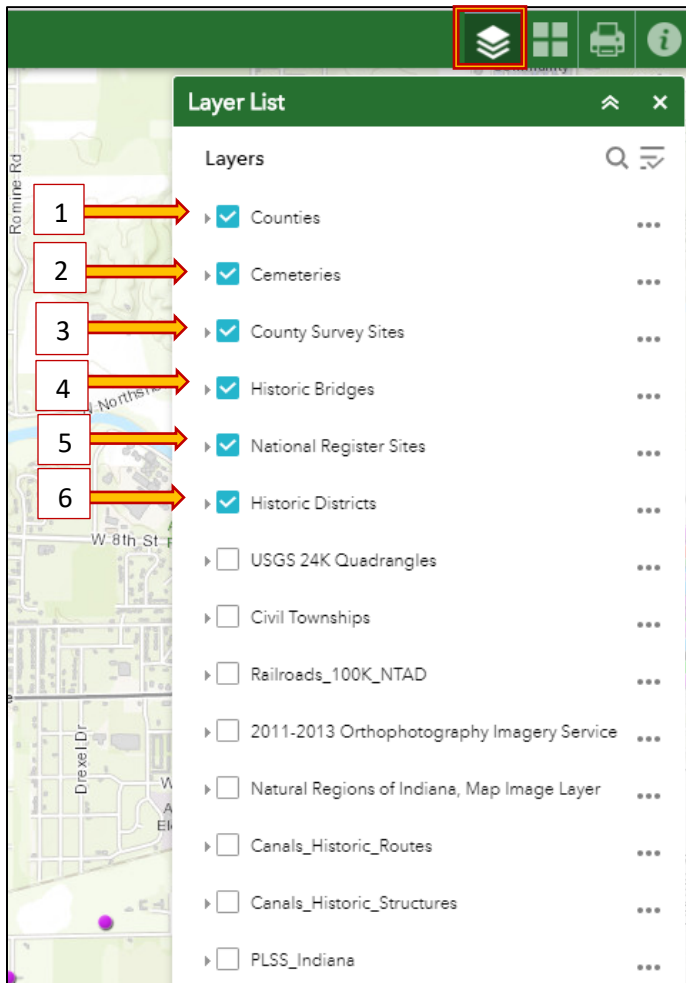 Community
Layer List
Layers
Romine Rd
1
Counties
2
Cemeteries
3
County Survey Sites
4
Historic Bridges
5
National Register Sites
6
Historic Districts
W 8th St
USGS 24K Quadrangles
Civil Townships
Railroads_100K_NTAD
2011-2013 Orthophotography Imagery Service
Drexel Dr
Natural Regions of Indiana, Map Image Layer
Canals_Historic_Routes
Canals_Historic_Structures
PLSS_Indiana